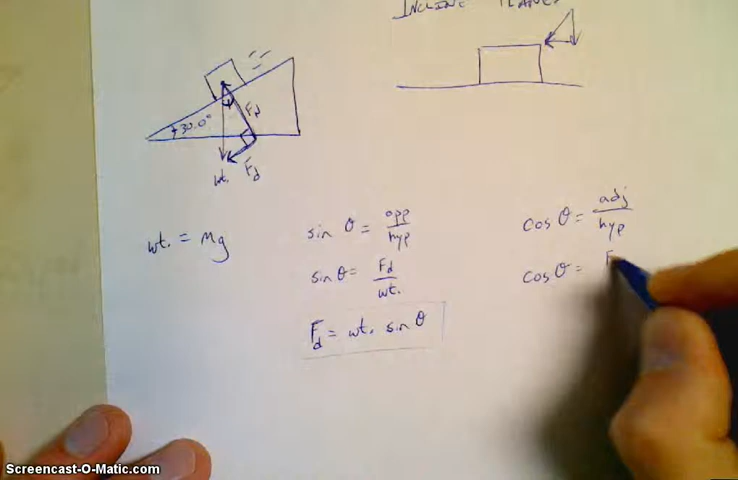 INCLINE PLANES
30.0°
Fd
wt.
Fd
wt. = mg
sin θ = opp/hyp
sin θ = Fd/wt.
Fd = wt. sin θ
cos θ = adj/hyp
cos θ = F
Screencast-O-Matic.com